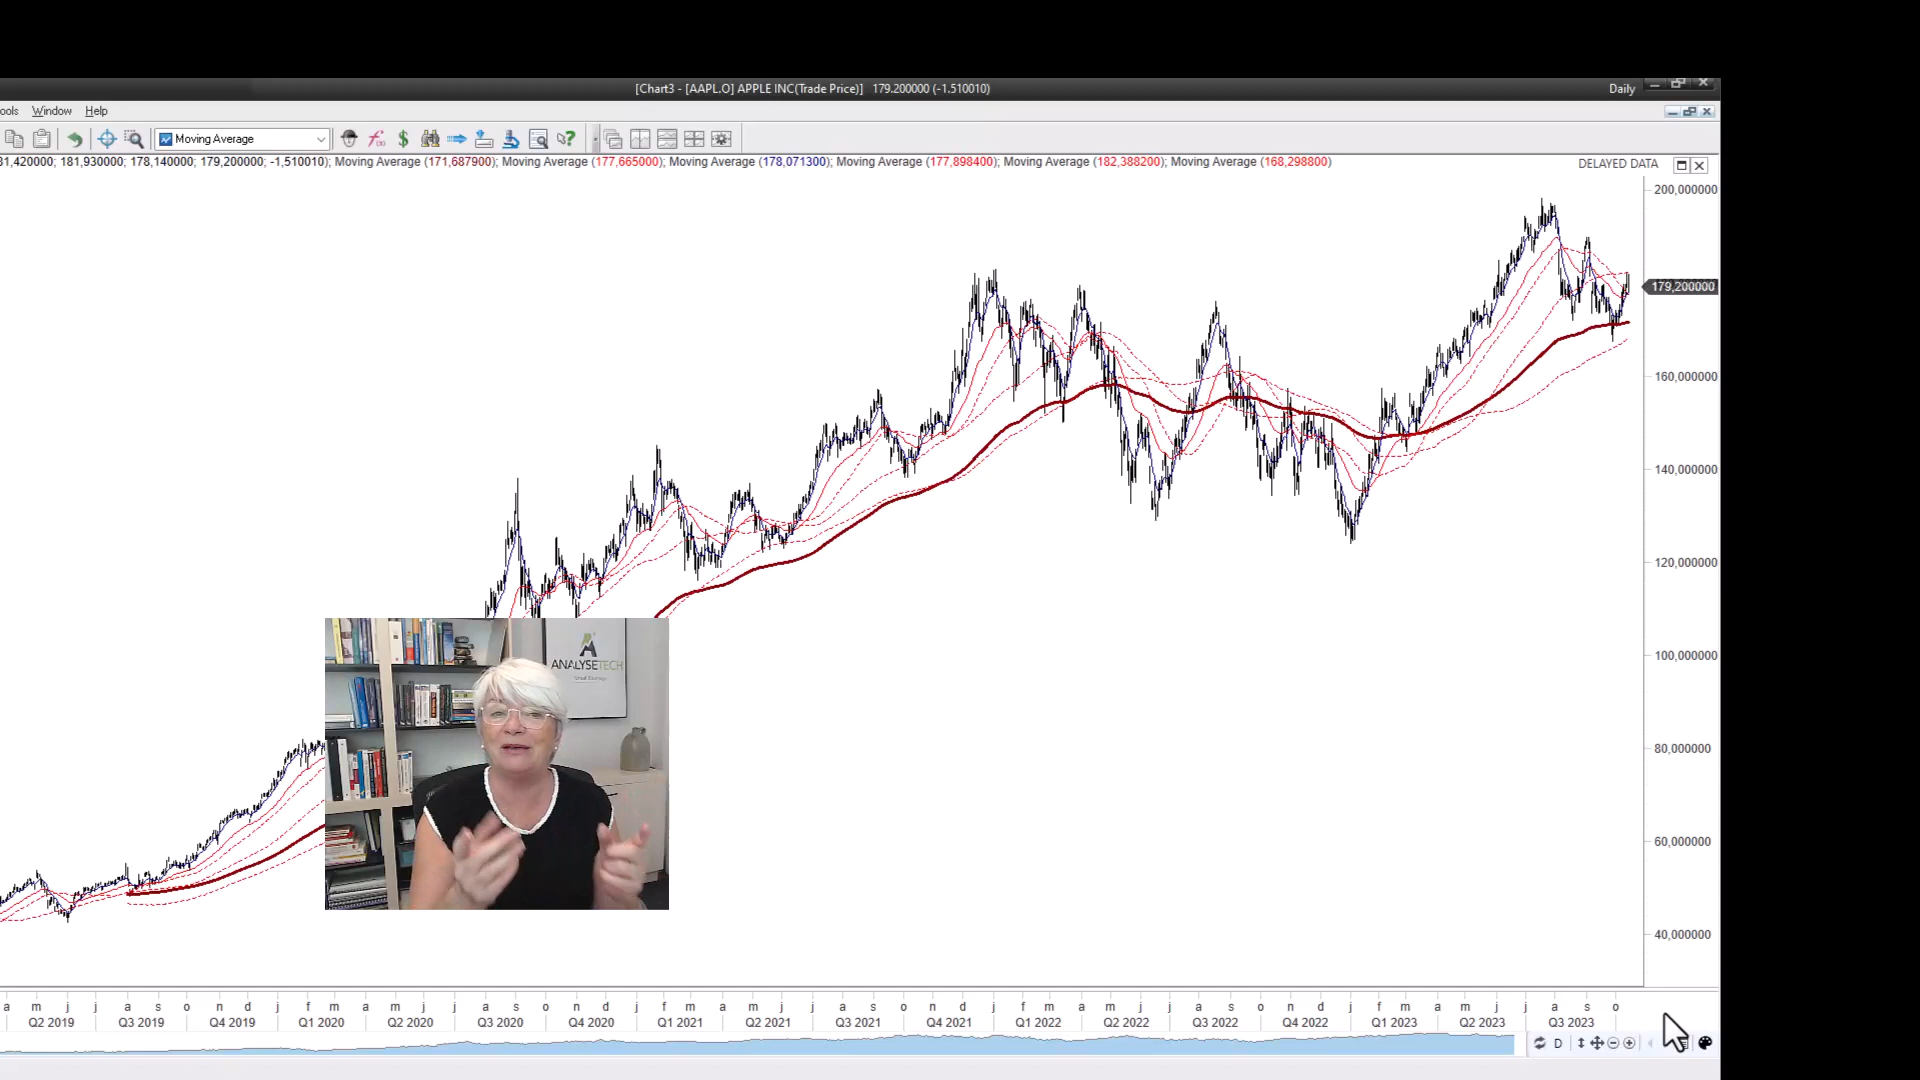 [Chart3 - [AAPL.O] APPLE INC(Trade Price)] 179.200000 (-1.510010)
Daily
ools Window Help
Moving Average
31,420000; 181,930000; 178,140000; 179,200000; -1,510010); Moving Average (171,687900); Moving Average (177,665000); Moving Average (178,071300); Moving Average (177,898400); Moving Average (182,388200); Moving Average (168,298800)
DELAYED DATA
200,000000
179,200000
160,000000
140,000000
120,000000
100,000000
80,000000
60,000000
40,000000
ANALYSETECH
a m j j a s o n d j f m a m j j a s o n d j f m a m j j a s o n d j f m a m j j a s o n d j f m a m j j a s o
Q2 2019 Q3 2019 Q4 2019 Q1 2020 Q2 2020 Q3 2020 Q4 2020 Q1 2021 Q2 2021 Q3 2021 Q4 2021 Q1 2022 Q2 2022 Q3 2022 Q4 2022 Q1 2023 Q2 2023 Q3 2023
D